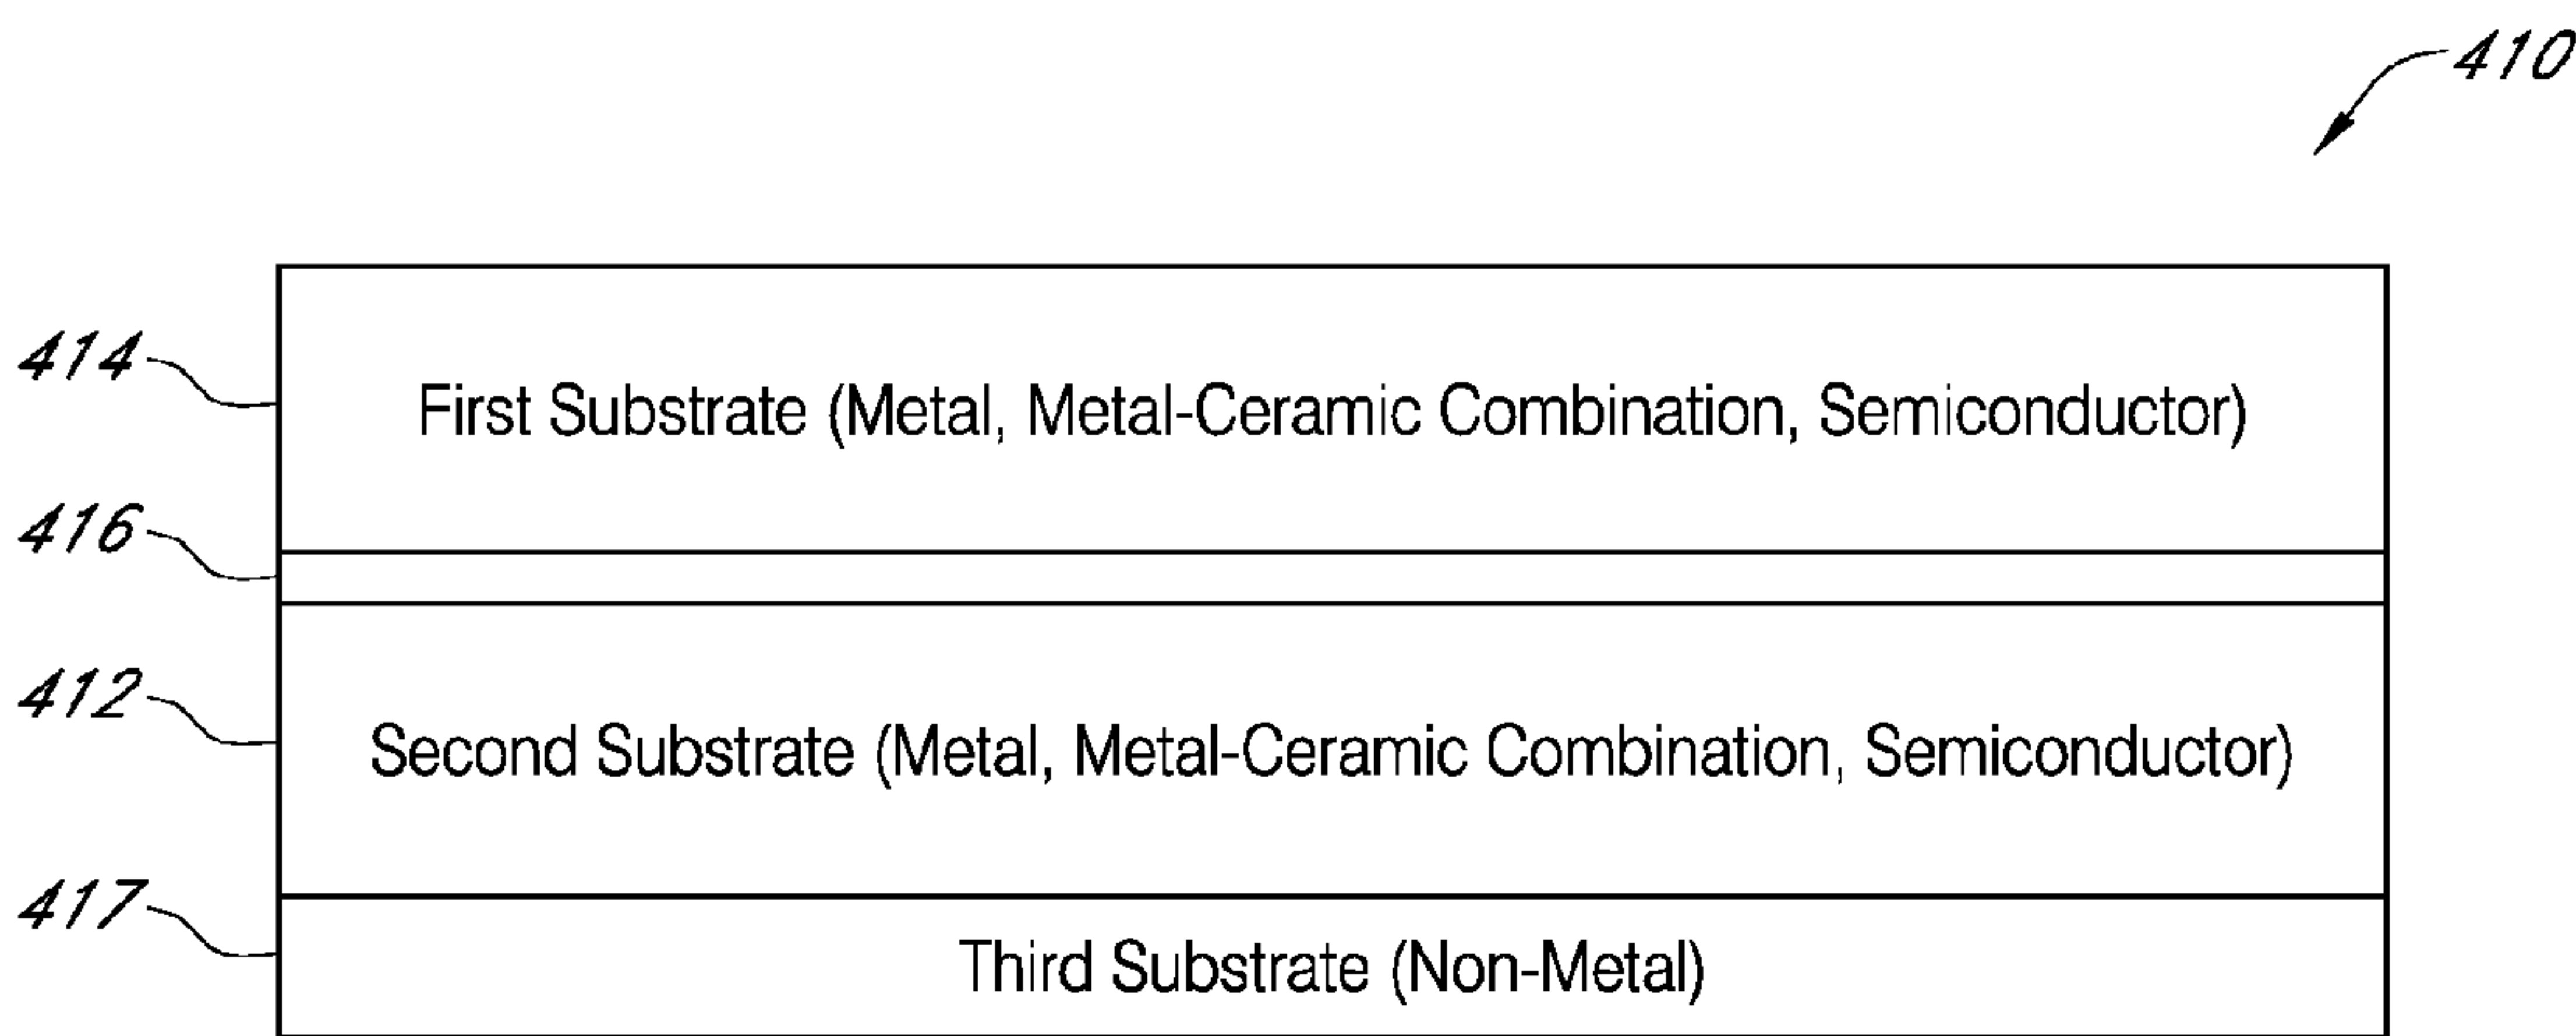 410
414
First Substrate (Metal, Metal-Ceramic Combination, Semiconductor)
416
412
Second Substrate (Metal, Metal-Ceramic Combination, Semiconductor)
417
Third Substrate (Non-Metal)